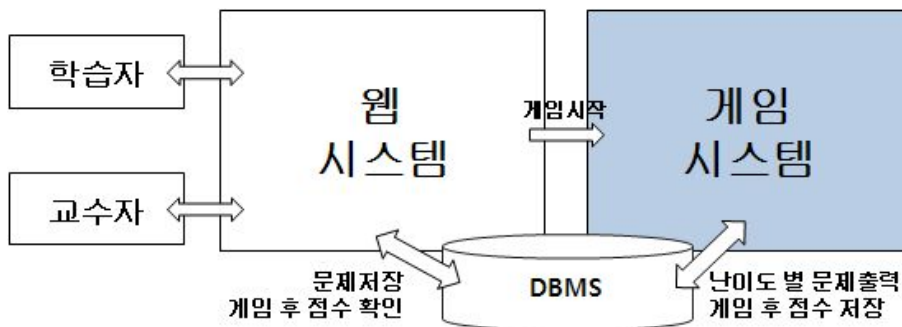 학습자
교수자
웹
시스템
게임 시작
게임
시스템
문제저장
게임 후 점수 확인
DBMS
난이도 별 문제출력
게임 후 점수 저장